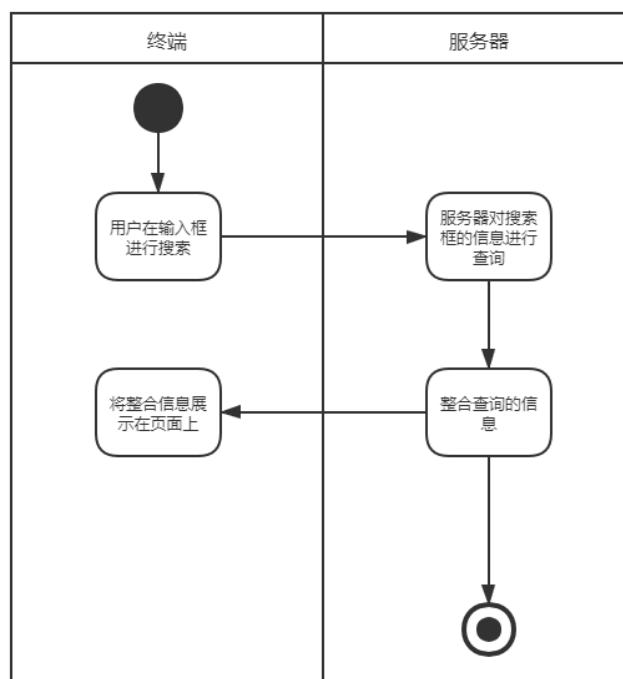 终端
服务器
用户在输入框
进行搜索
服务器对搜索
框的信息进行
查询
将整合信息展
示在页面上
整合查询的信
息